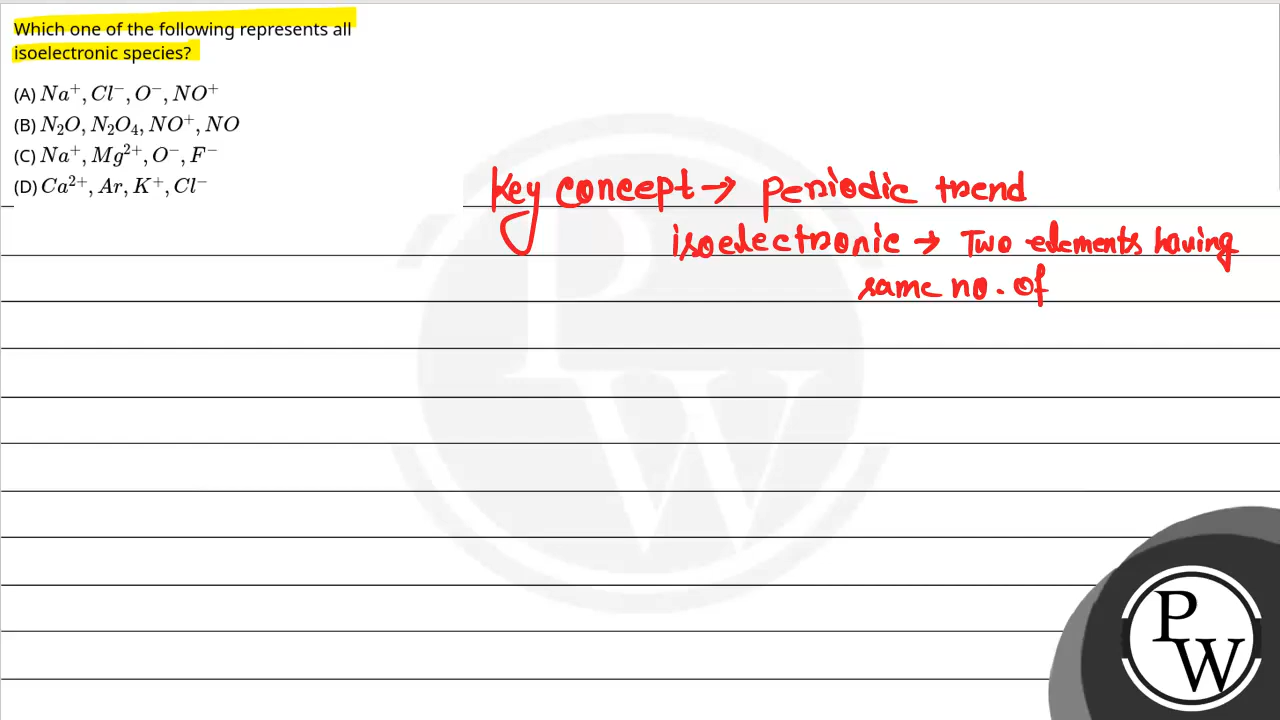 Which one of the following represents all
isoelectronic species?
(A) Na⁺, Cl⁻, O⁻, NO⁺
(B) N₂O, N₂O₄, NO⁺, NO
(C) Na⁺, Mg²⁺, O⁻, F⁻
(D) Ca²⁺, Ar, K⁺, Cl⁻
Key concept → periodic trend
isoelectronic → Two elements having
same no. of
PW
PW